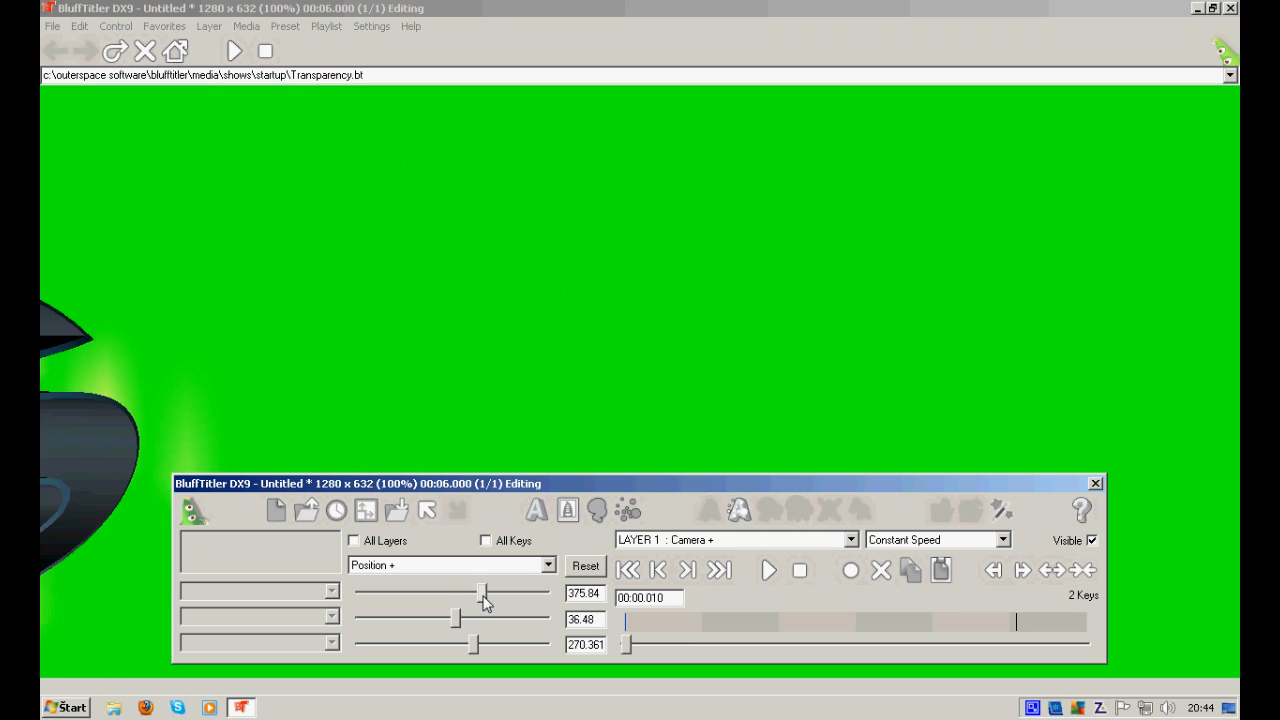 BluffTitler DX9 - Untitled * 1280 x 632 (100%) 00:06.000 (1/1) Editing
File Edit Control Favorites Layer Media Preset Playlist Settings Help
c:\outerspace software\blufftitler\media\shows\startup\Transparency.bt
BluffTitler DX9 - Untitled * 1280 x 632 (100%) 00:06.000 (1/1) Editing
All Layers All Keys LAYER 1 : Camera + Constant Speed Visible
Position + Reset
375.84 00:00.010 2 Keys
36.48
270.361
Štart 20:44